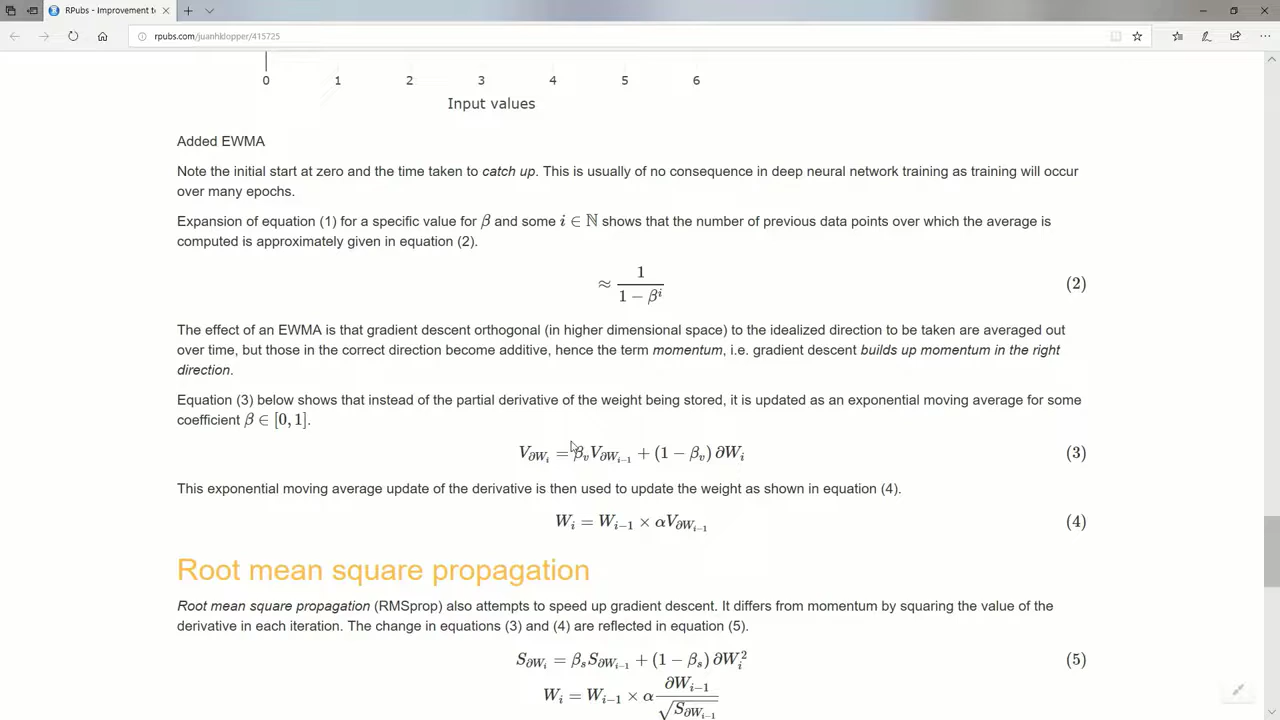 RPubs - Improvement to
rpubs.com/juanhklopper/415725
0 1 2 3 4 5 6
Input values
Added EWMA
Note the initial start at zero and the time taken to catch up. This is usually of no consequence in deep neural network training as training will occur
over many epochs.
Expansion of equation (1) for a specific value for β and some i ∈ ℕ shows that the number of previous data points over which the average is
computed is approximately given in equation (2).
≈ 1 / (1 − β^i) (2)
The effect of an EWMA is that gradient descent orthogonal (in higher dimensional space) to the idealized direction to be taken are averaged out
over time, but those in the correct direction become additive, hence the term momentum, i.e. gradient descent builds up momentum in the right
direction.
Equation (3) below shows that instead of the partial derivative of the weight being stored, it is updated as an exponential moving average for some
coefficient β ∈ [0, 1].
V_{∂W_i} = β_v V_{∂W_{i−1}} + (1 − β_v) ∂W_i (3)
This exponential moving average update of the derivative is then used to update the weight as shown in equation (4).
W_i = W_{i−1} × αV_{∂W_{i−1}} (4)
Root mean square propagation
Root mean square propagation (RMSprop) also attempts to speed up gradient descent. It differs from momentum by squaring the value of the
derivative in each iteration. The change in equations (3) and (4) are reflected in equation (5).
S_{∂W_i} = β_s S_{∂W_{i−1}} + (1 − β_s) ∂W_i^2 (5)
W_i = W_{i−1} × α ∂W_{i−1} / √S_{∂W_{i−1}}